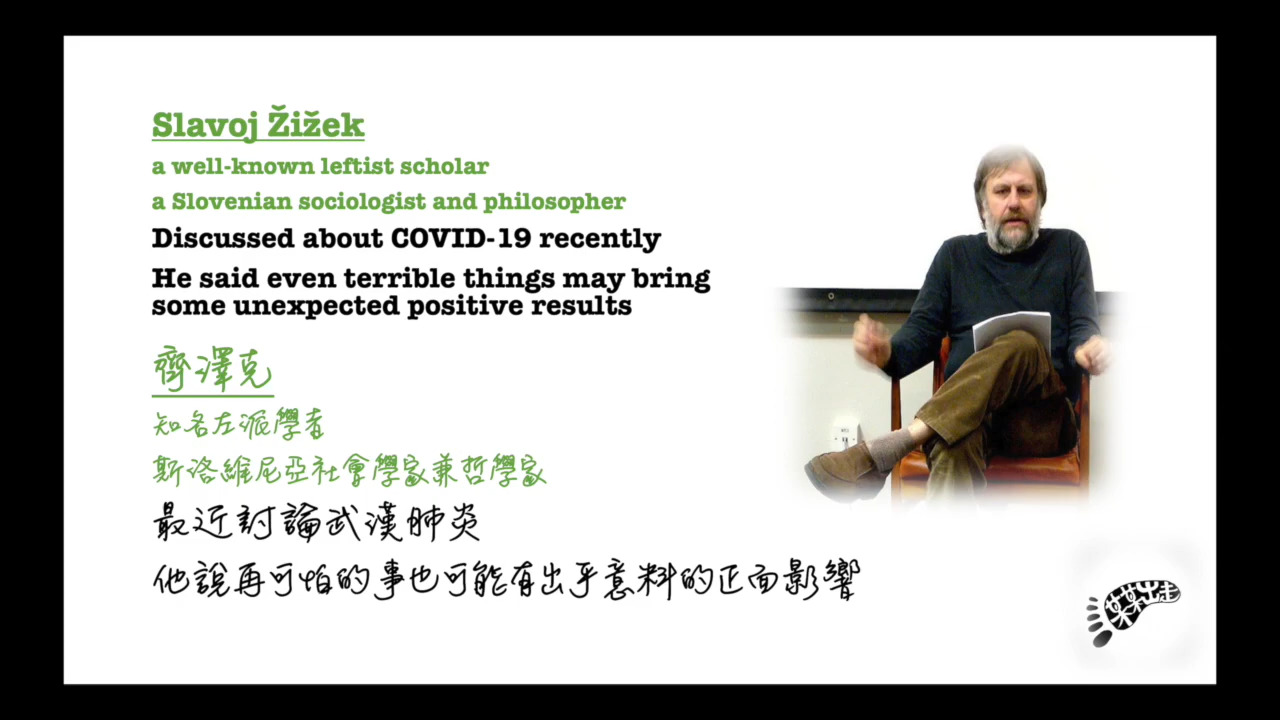 Slavoj Žižek
a well-known leftist scholar
a Slovenian sociologist and philosopher
Discussed about COVID-19 recently
He said even terrible things may bring
some unexpected positive results
齊澤克
知名左派學者
斯洛維尼亞社會學家兼哲學家
最近討論武漢肺炎
他說再可怕的事也可能有出乎意料的正面影響
某某出走